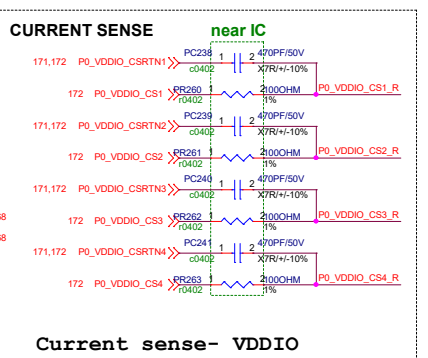 CURRENT SENSE near IC
PC238 1 2 470PF/50V
171,172 P0_VDDIO_CSRTN1
c0402 X7R/+/-10%
172 P0_VDDIO_CS1 PR260 1 2 100OHM P0_VDDIO_CS1_R
r0402 1%
PC239 1 2 470PF/50V
171,172 P0_VDDIO_CSRTN2
c0402 X7R/+/-10%
172 P0_VDDIO_CS2 PR261 1 2 100OHM P0_VDDIO_CS2_R
r0402 1%
PC240 1 2 470PF/50V
171,172 P0_VDDIO_CSRTN3
c0402 X7R/+/-10%
172 P0_VDDIO_CS3 PR262 1 2 100OHM P0_VDDIO_CS3_R
r0402 1%
PC241 1 2 470PF/50V
171,172 P0_VDDIO_CSRTN4
c0402 X7R/+/-10%
172 P0_VDDIO_CS4 PR263 1 2 100OHM P0_VDDIO_CS4_R
r0402 1%
Current sense- VDDIO